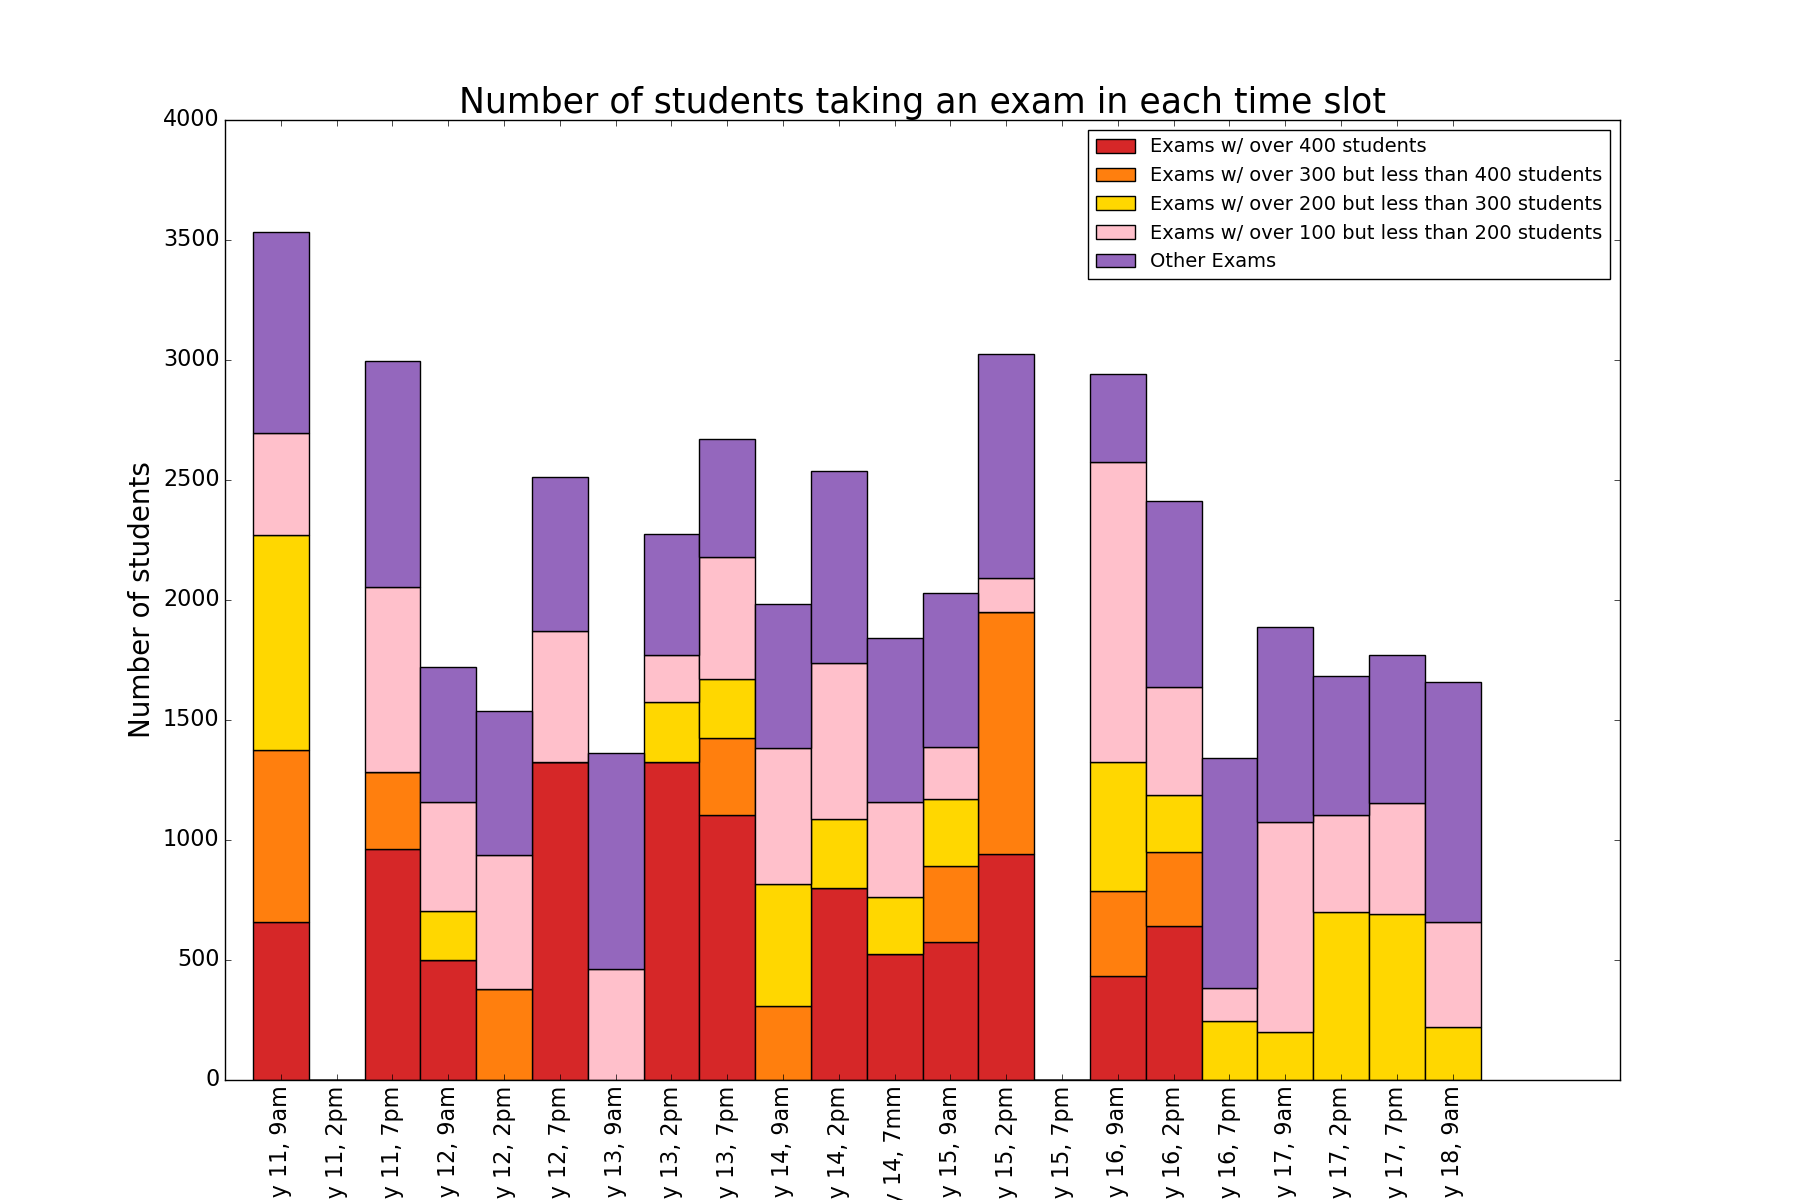 Number of students taking an exam in each time slot
Exams w/ over 400 students
Exams w/ over 300 but less than 400 students
Exams w/ over 200 but less than 300 students
Exams w/ over 100 but less than 200 students
Other Exams
Number of students
4000
3500
3000
2500
2000
1500
1000
500
0
y 11, 9am
y 11, 2pm
y 11, 7pm
y 12, 9am
y 12, 2pm
y 12, 7pm
y 13, 9am
y 13, 2pm
y 13, 7pm
y 14, 9am
y 14, 2pm
y 14, 7mm
y 15, 9am
y 15, 2pm
y 15, 7pm
y 16, 9am
y 16, 2pm
y 16, 7pm
y 17, 9am
y 17, 2pm
y 17, 7pm
y 18, 9am